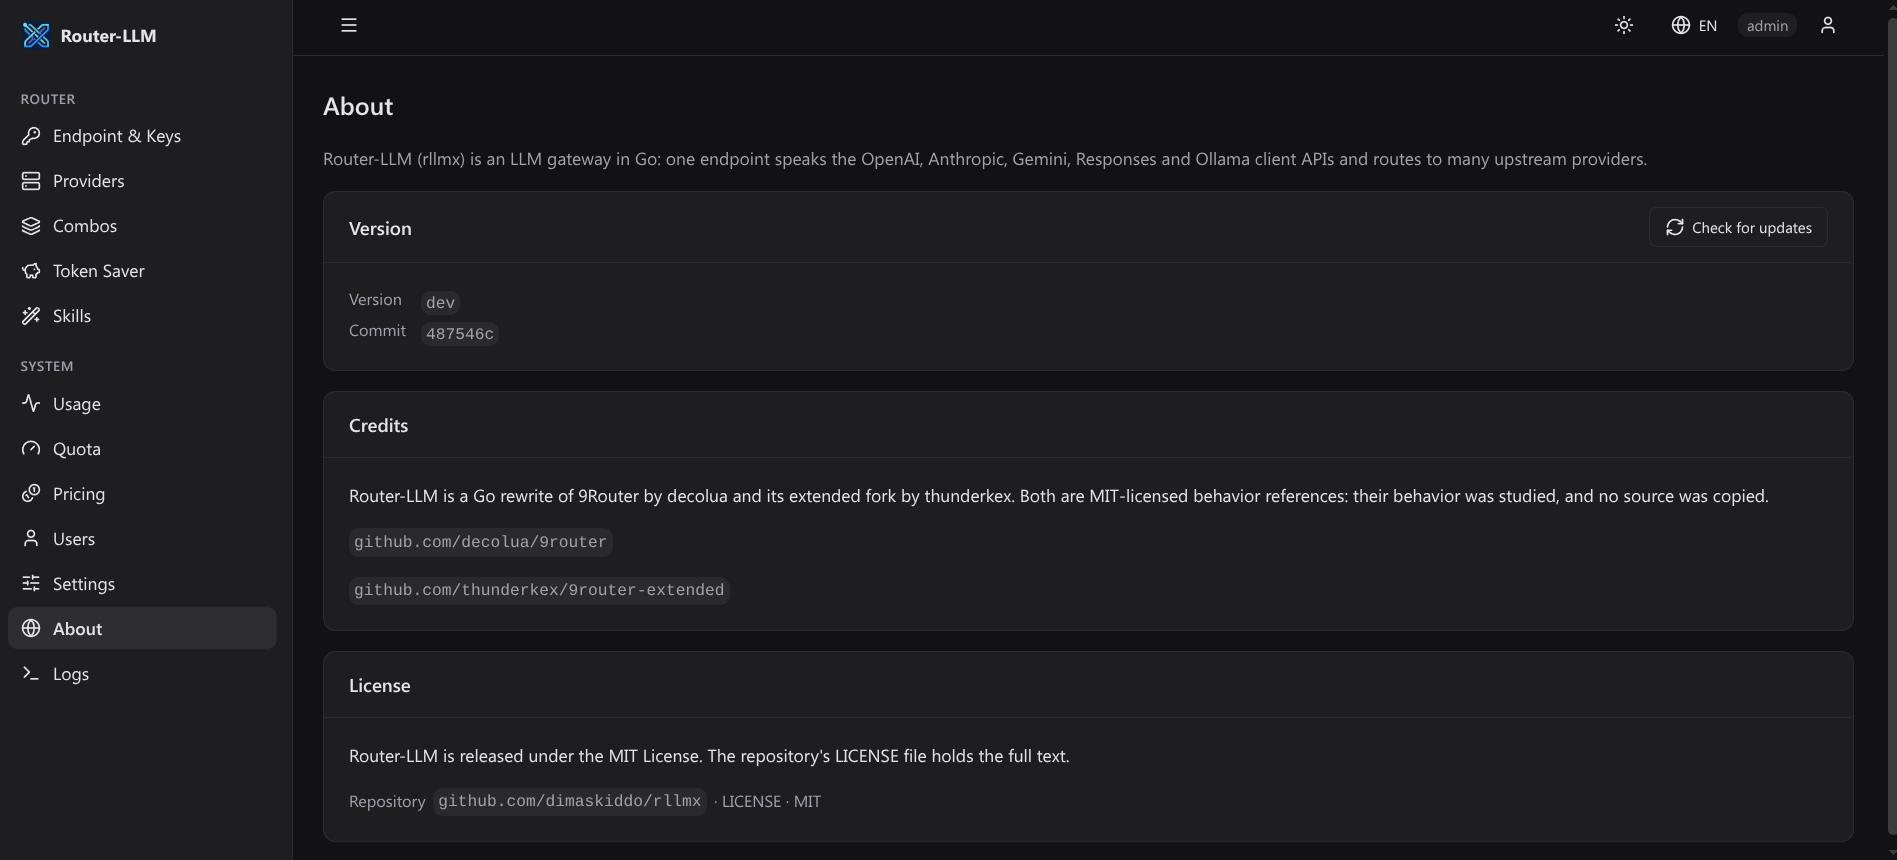 Router-LLM
EN
admin
ROUTER
Endpoint & Keys
Providers
Combos
Token Saver
Skills
SYSTEM
Usage
Quota
Pricing
Users
Settings
About
Logs
About
Router-LLM (rllmx) is an LLM gateway in Go: one endpoint speaks the OpenAI, Anthropic, Gemini, Responses and Ollama client APIs and routes to many upstream providers.
Version
Check for updates
Version dev
Commit 487546c
Credits
Router-LLM is a Go rewrite of 9Router by decolua and its extended fork by thunderkex. Both are MIT-licensed behavior references: their behavior was studied, and no source was copied.
github.com/decolua/9router
github.com/thunderkex/9router-extended
License
Router-LLM is released under the MIT License. The repository's LICENSE file holds the full text.
Repository github.com/dimaskiddo/rllmx · LICENSE · MIT